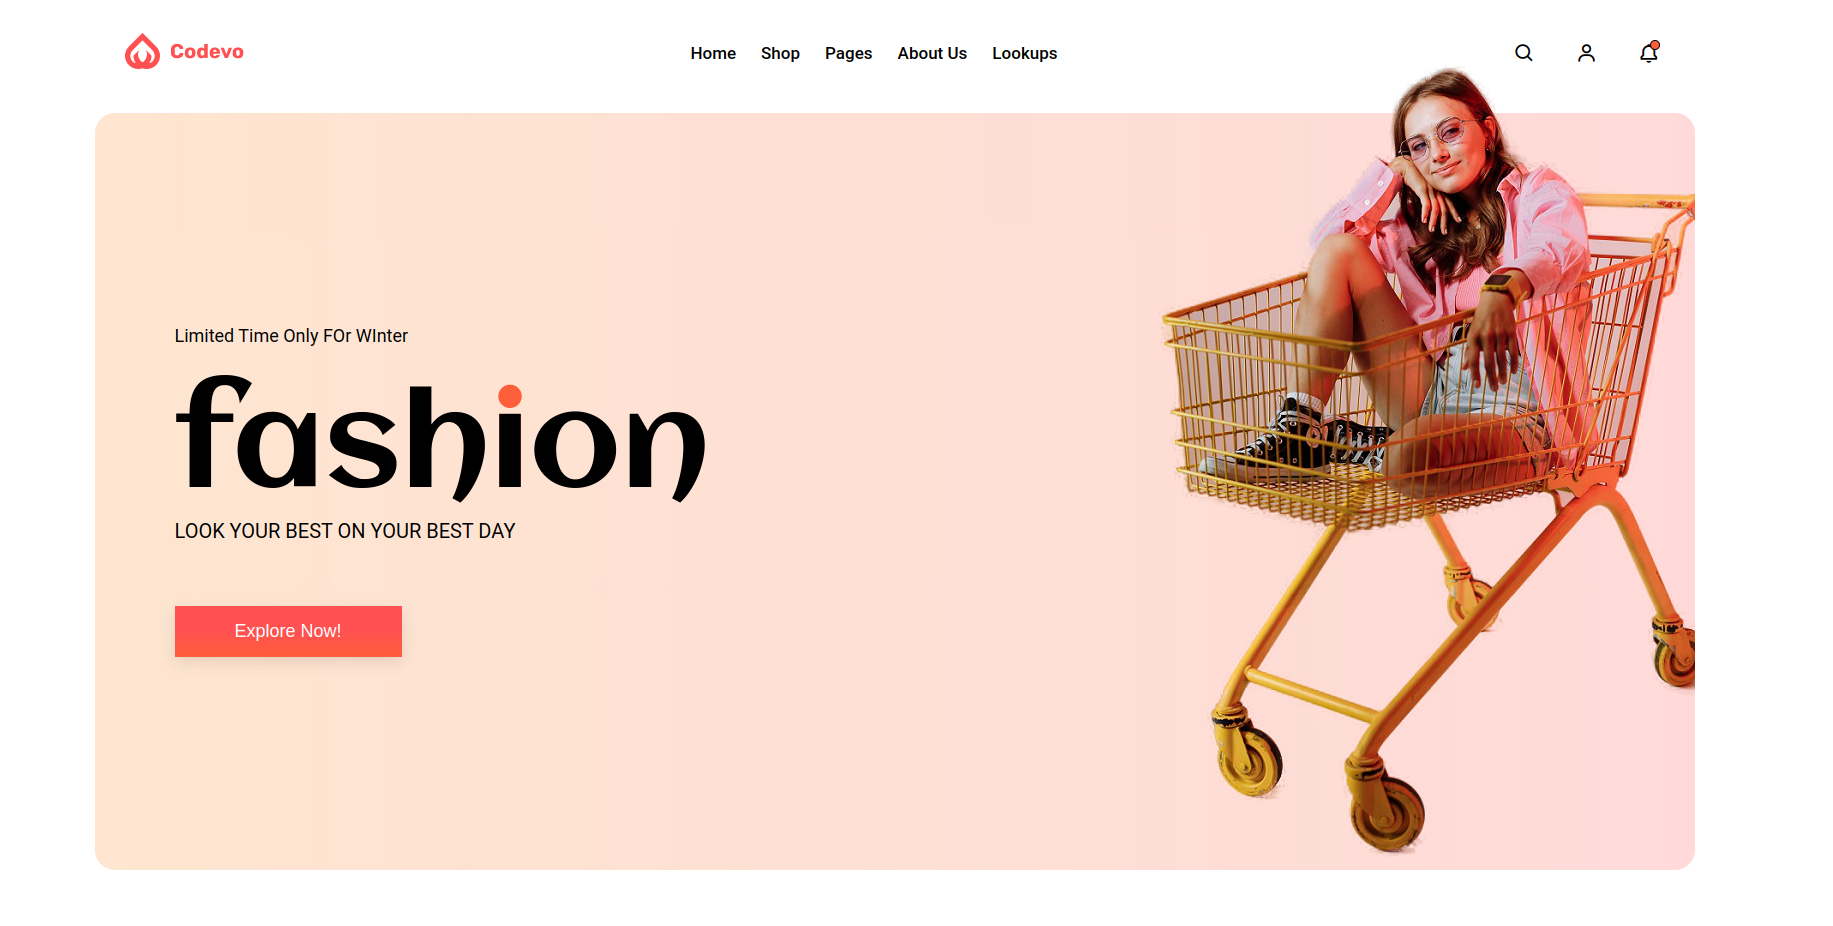 Codevo
Home Shop Pages About Us Lookups
Limited Time Only FOr WInter
fashion
LOOK YOUR BEST ON YOUR BEST DAY
Explore Now!